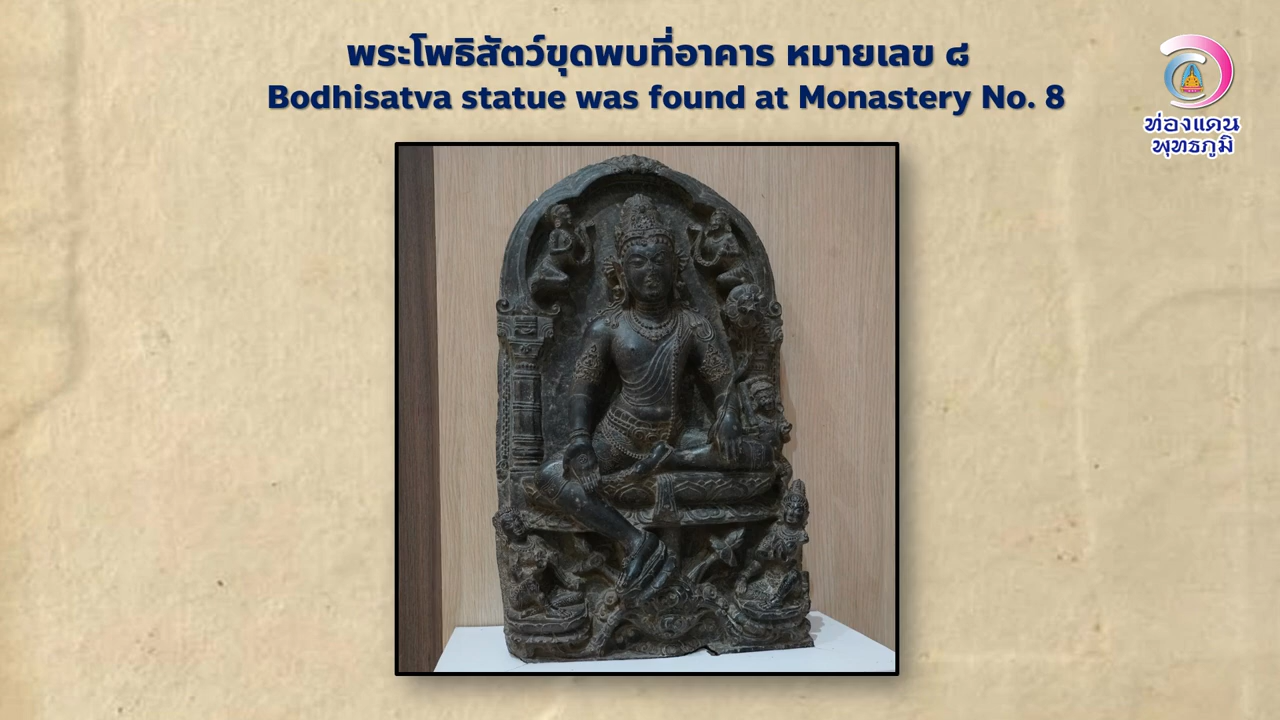 พระโพธิสัตว์ขุดพบที่อาคาร หมายเลข ๘
Bodhisatva statue was found at Monastery No. 8
ท่องแดน
พุทธภูมิ